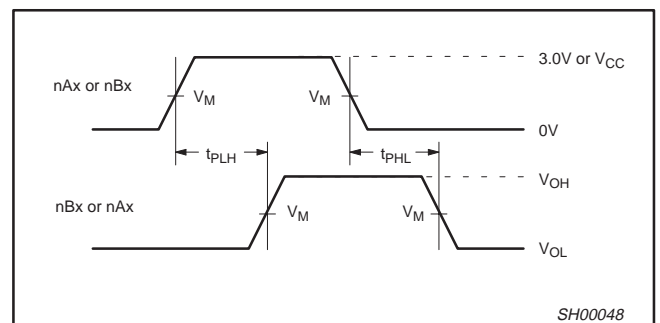 3.0V or VCC
nAx or nBx
VM
VM
0V
tPLH
tPHL
VOH
nBx or nAx
VM
VM
VOL
SH00048